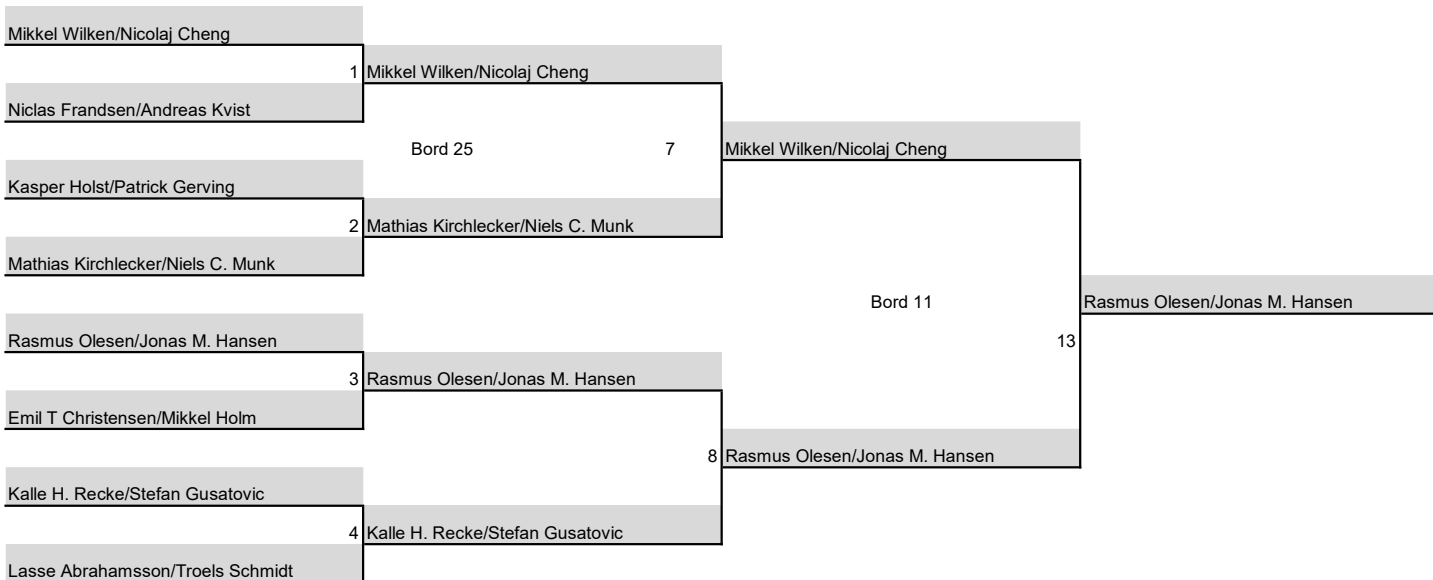 Mikkel Wilken/Nicolaj Cheng
1 Mikkel Wilken/Nicolaj Cheng
Niclas Frandsen/Andreas Kvist
Bord 25 7 Mikkel Wilken/Nicolaj Cheng
Kasper Holst/Patrick Gerving
2 Mathias Kirchlecker/Niels C. Munk
Mathias Kirchlecker/Niels C. Munk
Bord 11 Rasmus Olesen/Jonas M. Hansen
Rasmus Olesen/Jonas M. Hansen 13
3 Rasmus Olesen/Jonas M. Hansen
Emil T Christensen/Mikkel Holm
8 Rasmus Olesen/Jonas M. Hansen
Kalle H. Recke/Stefan Gusatovic
4 Kalle H. Recke/Stefan Gusatovic
Lasse Abrahamsson/Troels Schmidt